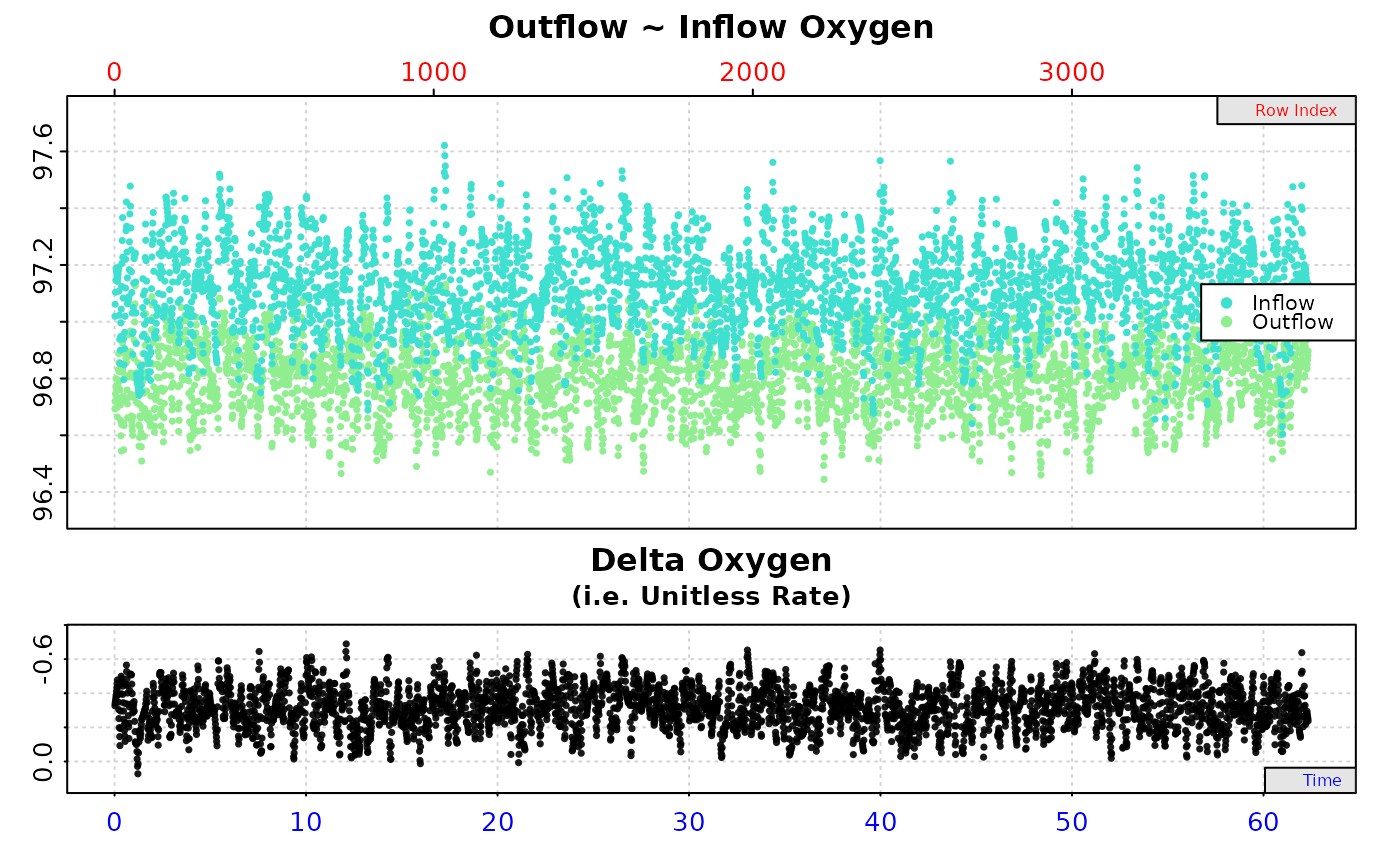 Outflow ~ Inflow Oxygen
0 1000 2000 3000
Row Index
97.6
97.2
96.8
96.4
Inflow
Outflow
Delta Oxygen
(i.e. Unitless Rate)
-0.6
0.0
Time
0 10 20 30 40 50 60